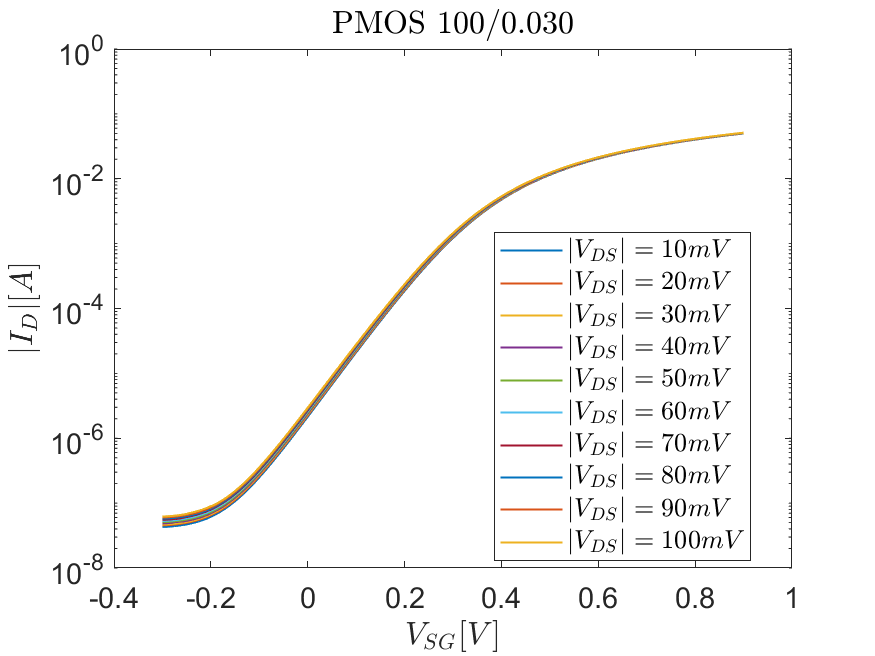 PMOS 100/0.030
10^0
10^-2
10^-4
10^-6
10^-8
|I_D|[A]
|V_DS| = 10mV
|V_DS| = 20mV
|V_DS| = 30mV
|V_DS| = 40mV
|V_DS| = 50mV
|V_DS| = 60mV
|V_DS| = 70mV
|V_DS| = 80mV
|V_DS| = 90mV
|V_DS| = 100mV
-0.4 -0.2 0 0.2 0.4 0.6 0.8 1
V_SG[V]